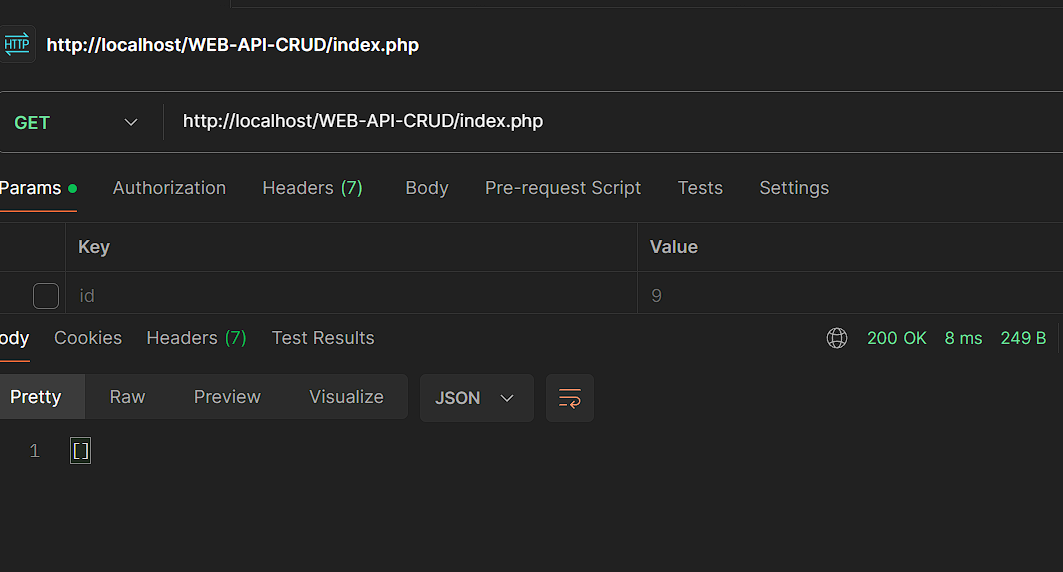 HTTP http://localhost/WEB-API-CRUD/index.php
GET http://localhost/WEB-API-CRUD/index.php
Params Authorization Headers (7) Body Pre-request Script Tests Settings
Key Value
id 9
ody Cookies Headers (7) Test Results 200 OK 8 ms 249 B
Pretty Raw Preview Visualize JSON
1 []